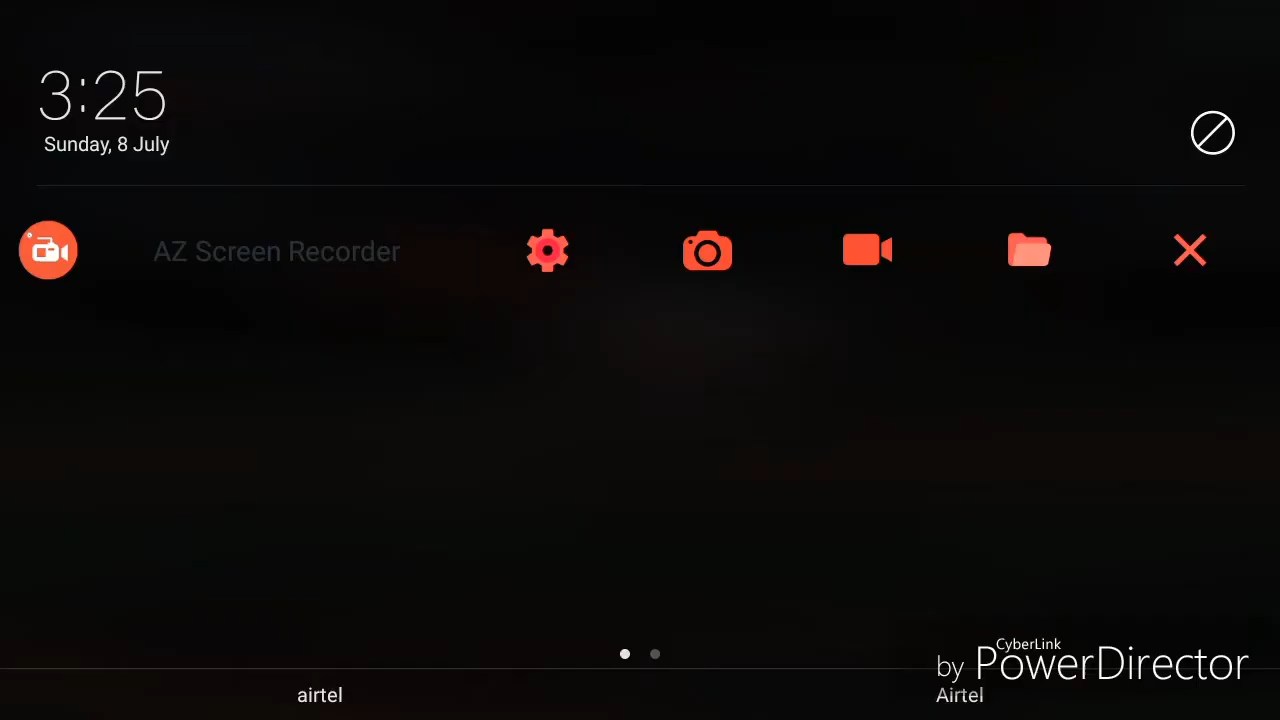 3:25
Sunday, 8 July
AZ Screen Recorder
CyberLink
by PowerDirector
airtel
Airtel